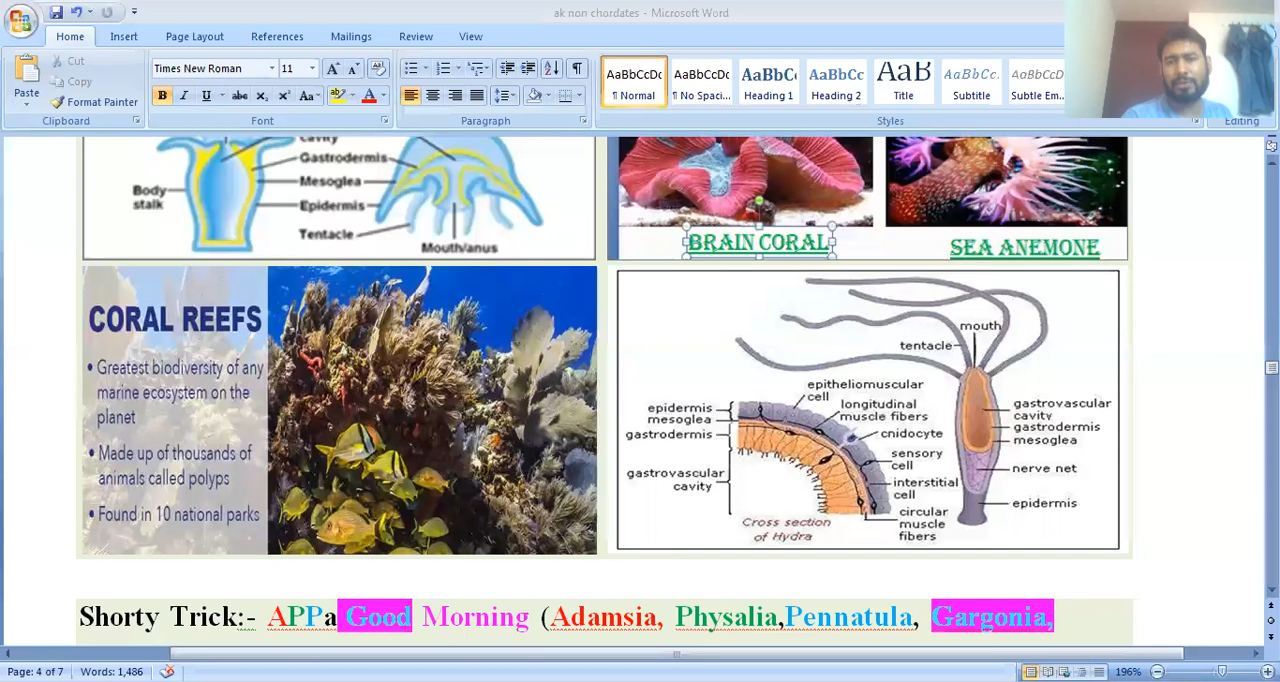 ak non chordates - Microsoft Word
Home Insert Page Layout References Mailings Review View
Paste
Cut
Copy
Format Painter
Clipboard
Times New Roman 11
Font
Paragraph
AaBbCcDc AaBbCcDc AaBbC AaBbCc AaB AaBbCc AaBbCcDc
¶ Normal ¶ No Spaci... Heading 1 Heading 2 Title Subtitle Subtle Em...
Styles
Editing
cavity
Gastrodermis
Mesoglea
Epidermis
Tentacle
Body
stalk
Mouth/anus
BRAIN CORAL
SEA ANEMONE
CORAL REEFS
• Greatest biodiversity of any
marine ecosystem on the
planet
• Made up of thousands of
animals called polyps
• Found in 10 national parks
mouth
tentacle
epitheliomuscular
cell
longitudinal
muscle fibers
cnidocyte
sensory
cell
interstitial
cell
circular
muscle
fibers
epidermis
mesoglea
gastrodermis
gastrovascular
cavity
Cross section
of Hydra
gastrovascular
cavity
gastrodermis
mesoglea
nerve net
epidermis
Shorty Trick:- APPa Good Morning (Adamsia, Physalia,Pennatula, Gargonia,
Page: 4 of 7 Words: 1,486 196%